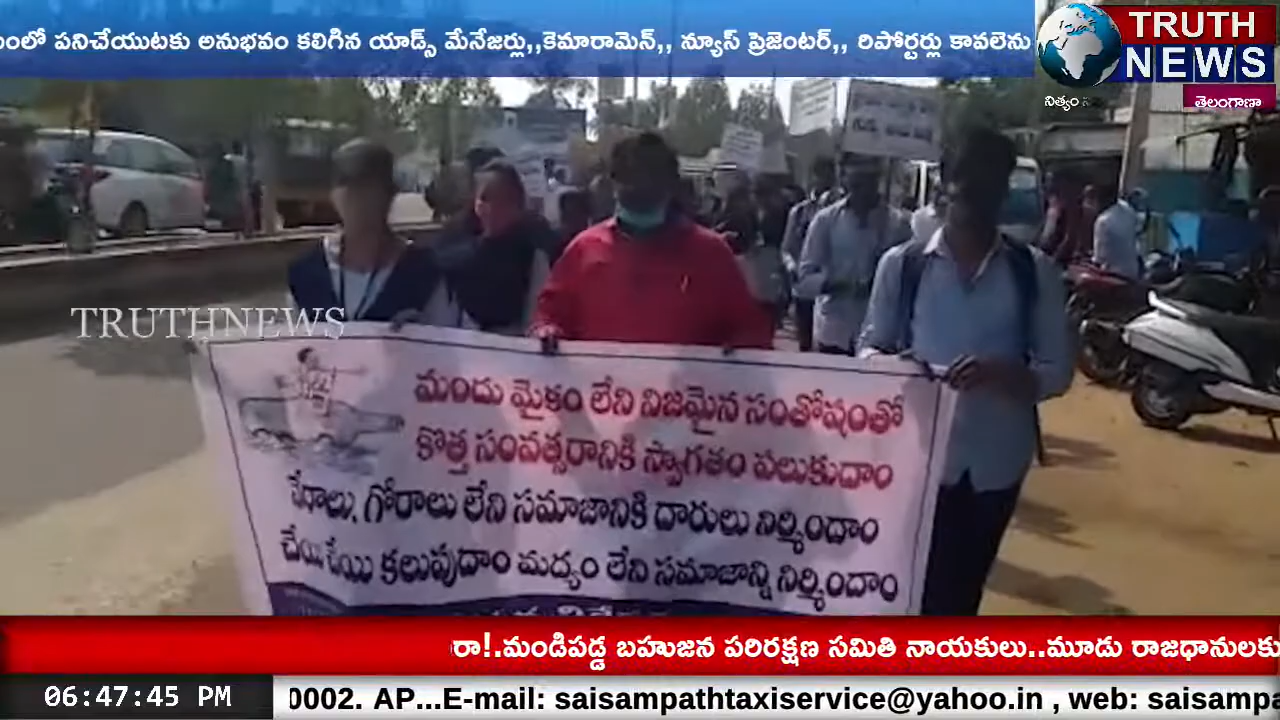 లో పనిచేయుటకు అనుభవం కలిగిన యాడ్స్ మేనేజర్లు,,కెమారామెన్,, న్యూస్ ప్రెజెంటర్,, రిపోర్టర్లు కావలెను
TRUTH
NEWS
నిత్యం
తెలంగాణా
TRUTHNEWS
మందు మైకం లేని నిజమైన సంతోషంతో
కొత్త సంవత్సరానికి స్వాగతం పలుకుదాం
నేరాలు, గోరాలు లేని సమాజానికి దారులు నిర్మిందాం
చేయి చేయి కలుపుదాం మద్యం లేని సమాజాన్ని నిర్మిందాం
రా!.మండిపడ్డ బహుజన పరిరక్షణ సమితి నాయకులు..మూడు రాజధానులకు
06:47:45 PM
0002. AP...E-mail: saisampathtaxiservice@yahoo.in , web: saisampa